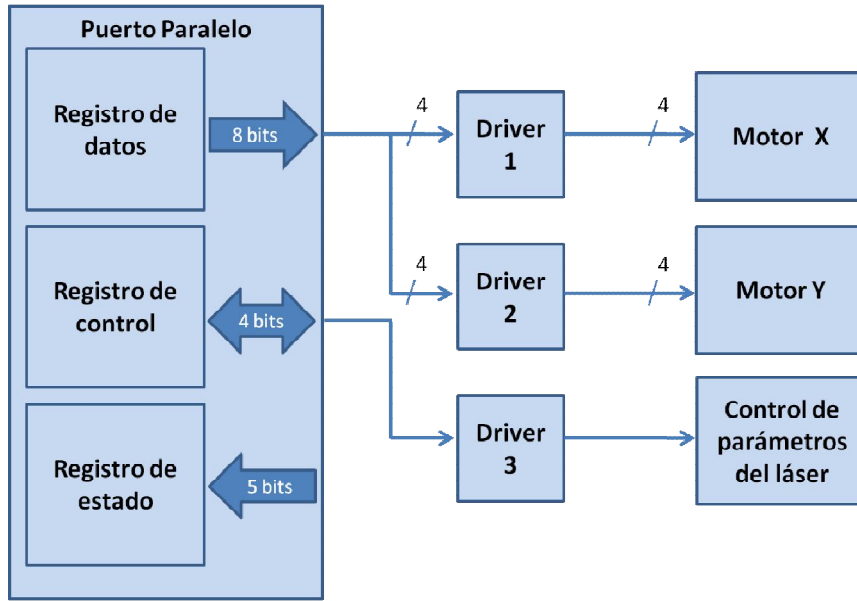 Puerto Paralelo
Registro de
datos
8 bits
4
Driver
1
4
Motor X
Registro de
control
4 bits
4
Driver
2
4
Motor Y
Registro de
estado
5 bits
Driver
3
Control de
parámetros
del láser